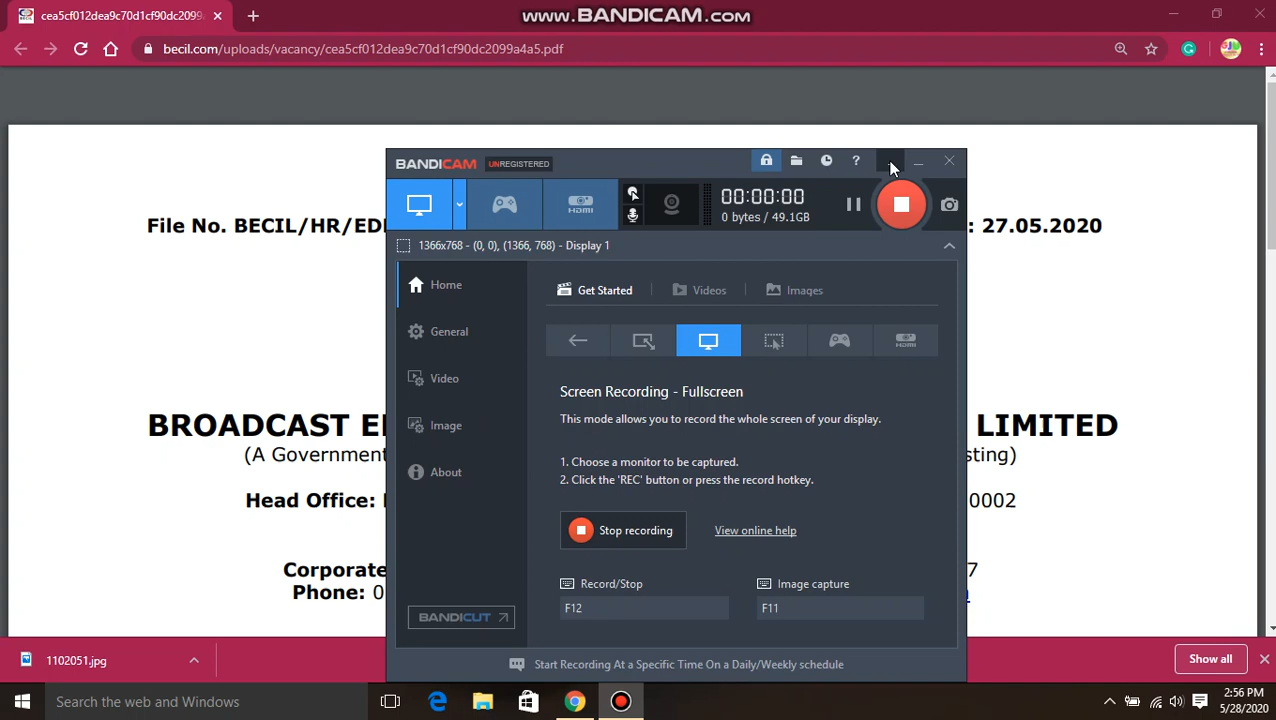 cea5cf012dea9c70d1cf90dc2099
www.BANDICAM.com
becil.com/uploads/vacancy/cea5cf012dea9c70d1cf90dc2099a4a5.pdf
BANDICAM UNREGISTERED
00:00:00
0 bytes / 49.1GB
File No. BECIL/HR/
: 27.05.2020
1366x768 - (0, 0), (1366, 768) - Display 1
Home
General
Video
Image
About
BANDICUT
Get Started
Videos
Images
Screen Recording - Fullscreen
This mode allows you to record the whole screen of your display.
1. Choose a monitor to be captured.
2. Click the 'REC' button or press the record hotkey.
Stop recording
View online help
Record/Stop
Image capture
F12
F11
Start Recording At a Specific Time On a Daily/Weekly schedule
BROADCAST
LIMITED
(A Governmen
sting)
Head Office:
0002
Corporate
7
Phone: 0
1102051.jpg
Show all
Search the web and Windows
2:56 PM
5/28/2020